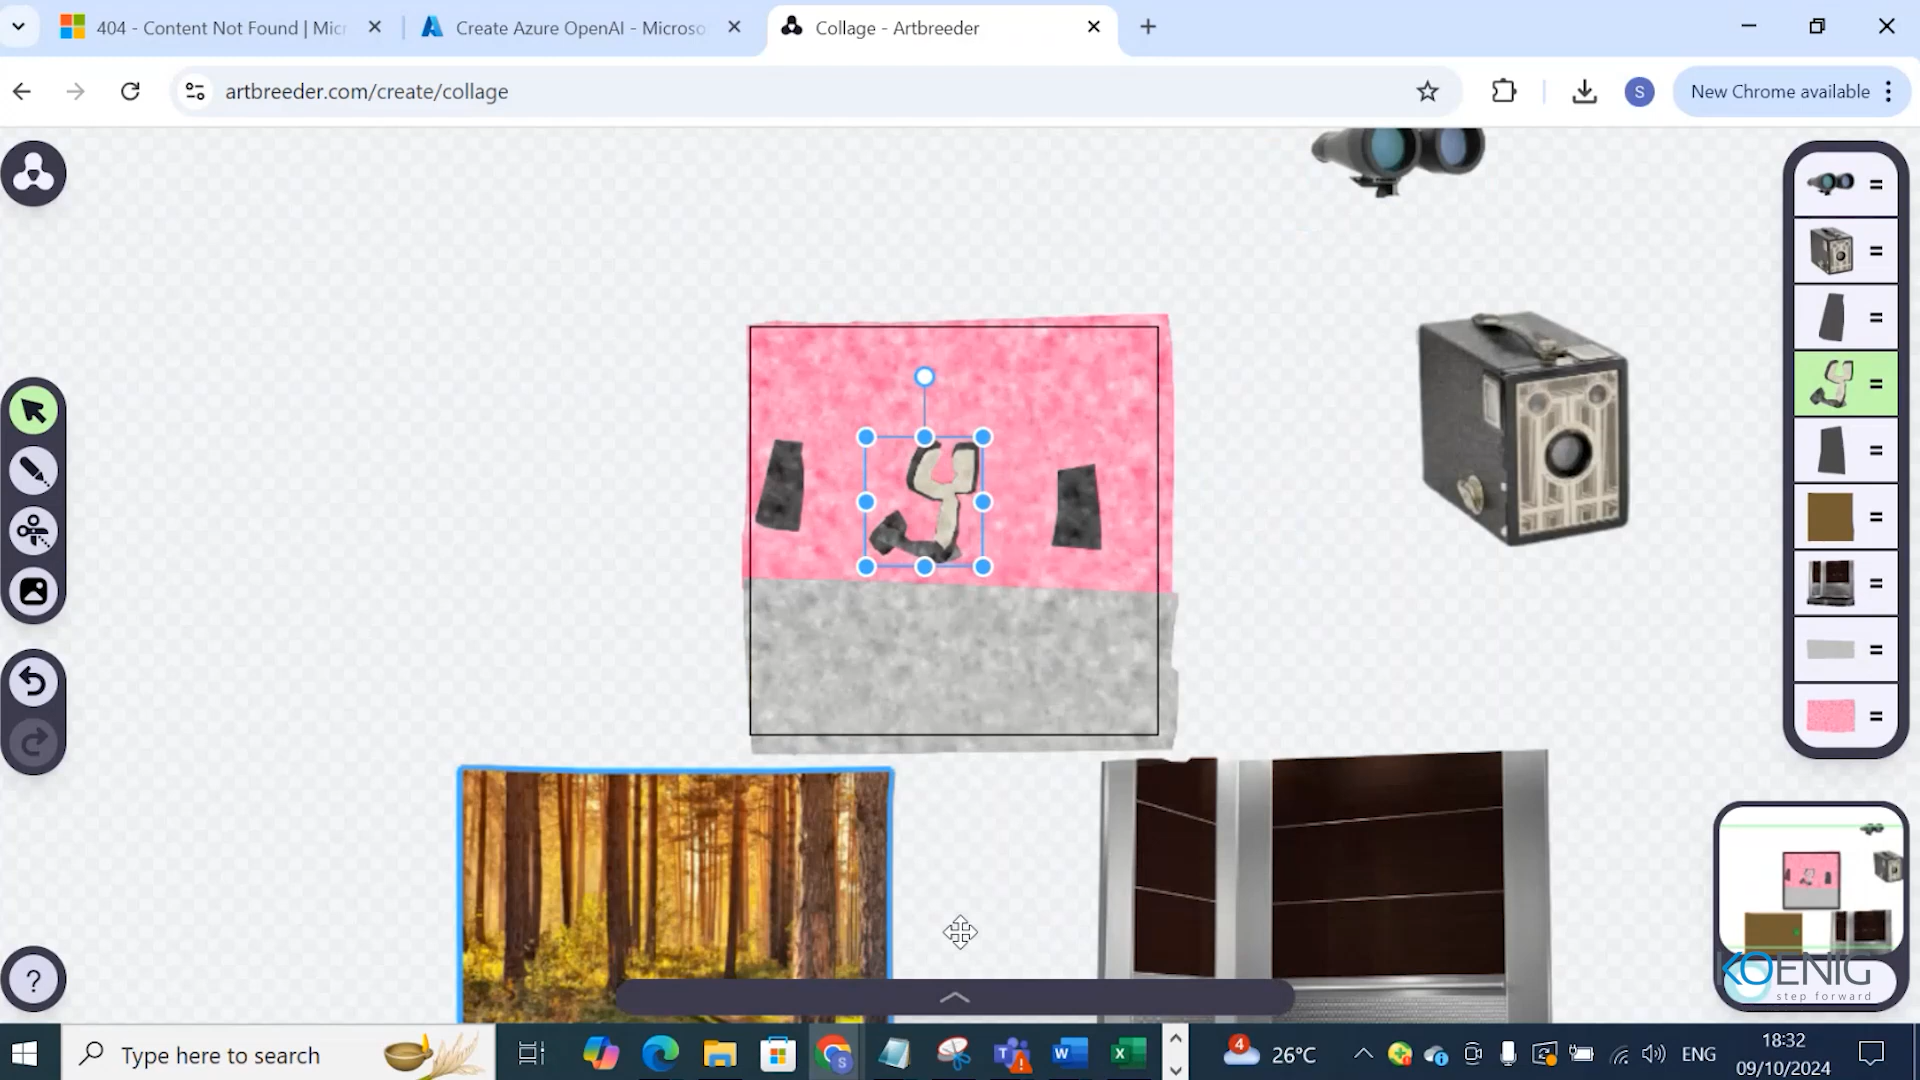 404 - Content Not Found | Micr
Create Azure OpenAI - Microso
Collage - Artbreeder
artbreeder.com/create/collage
S
New Chrome available
?
KOENIG
step forward
Type here to search
S
4
26°C
ENG
18:32
09/10/2024